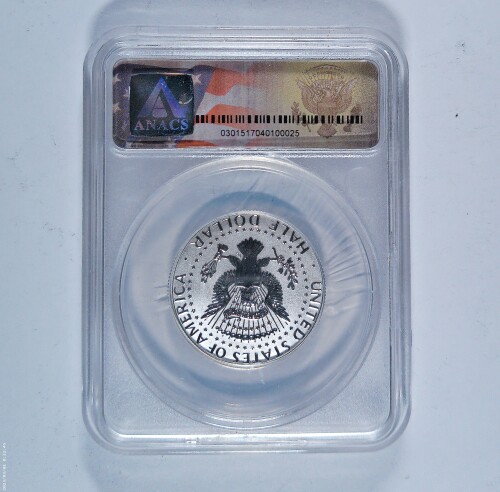 ANACS
0301517040100025
UNITED STATES OF AMERICA
HALF DOLLAR